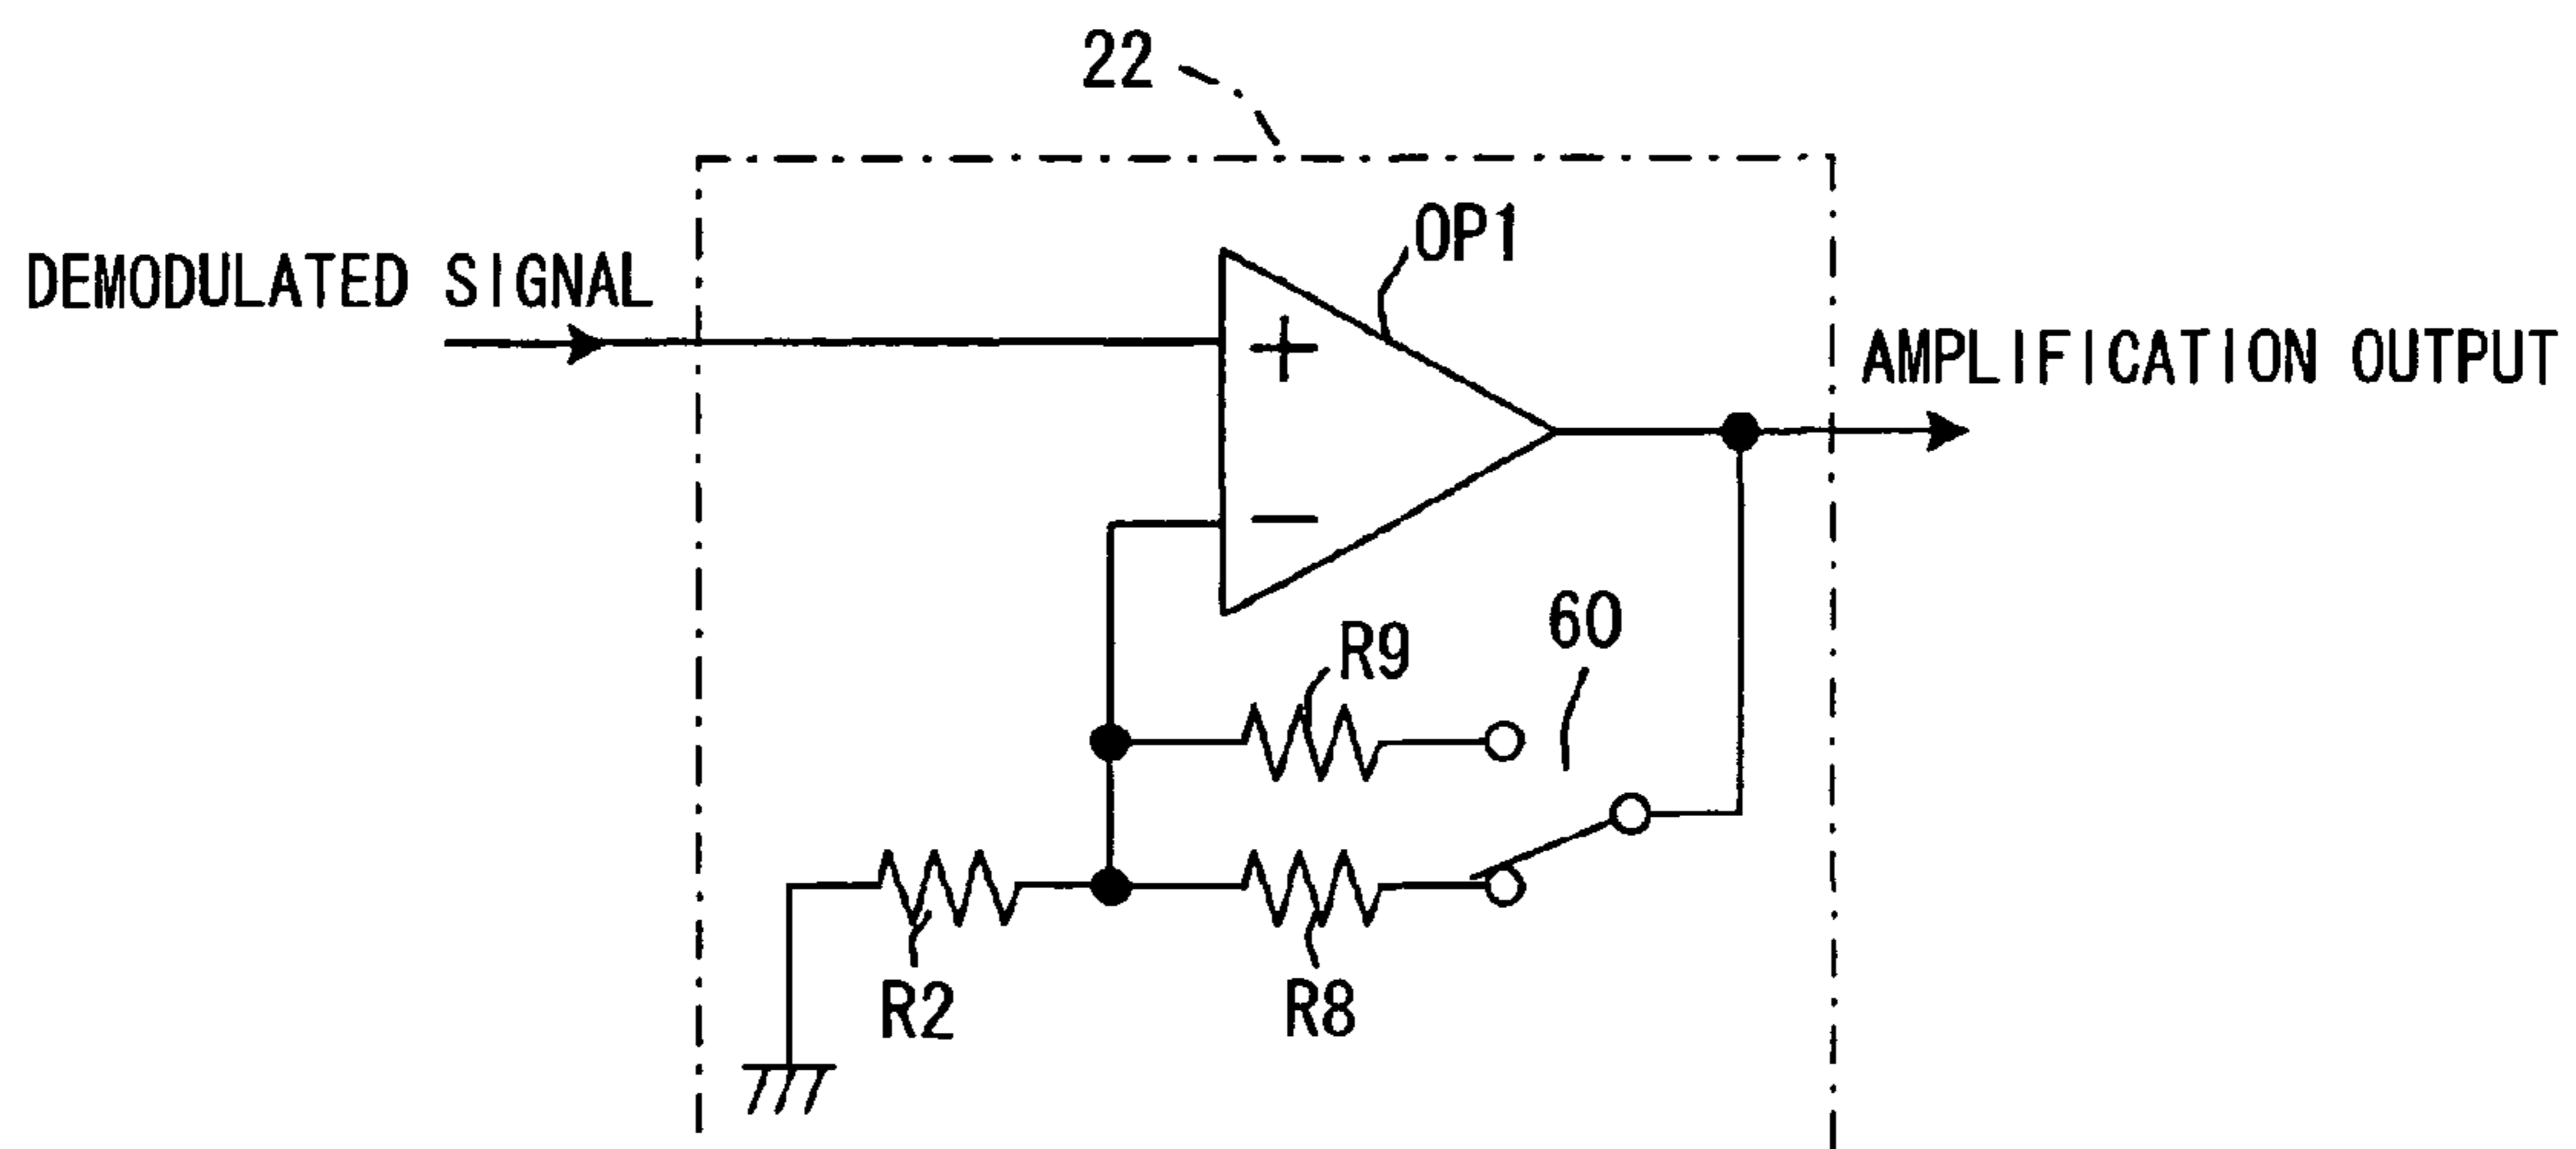 22
OP1
DEMODULATED SIGNAL
AMPLIFICATION OUTPUT
+
−
60
R9
R2
R8